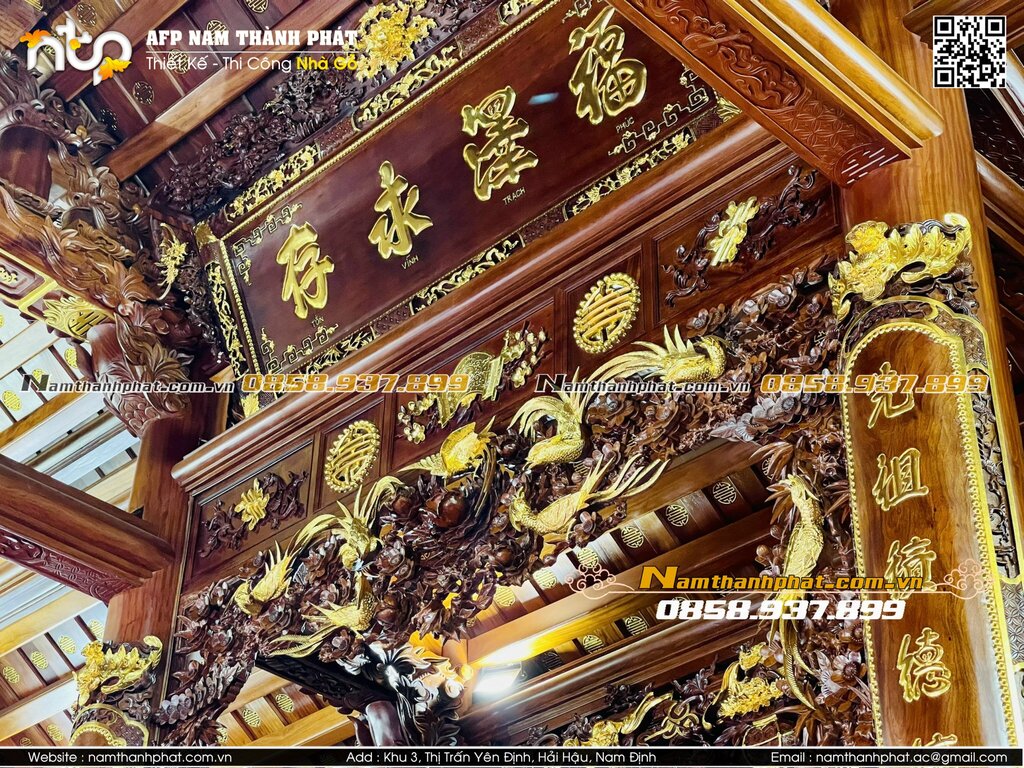 ntp
AFP NAM THÀNH PHÁT
Thiết Kế - Thi Công Nhà Gỗ
福 澤 永 存
PHÚC TRẠCH VĨNH TỒN
Namthanhphat.com.vn 0858.937.899
Namthanhphat.com.vn 0858.937.899
祖
德
Namthanhphat.com.vn
0858.937.899
Website : namthanhphat.com.vn
Add : Khu 3, Thị Trấn Yên Định, Hải Hậu, Nam Định
Email : namthanhphat.ac@gmail.com